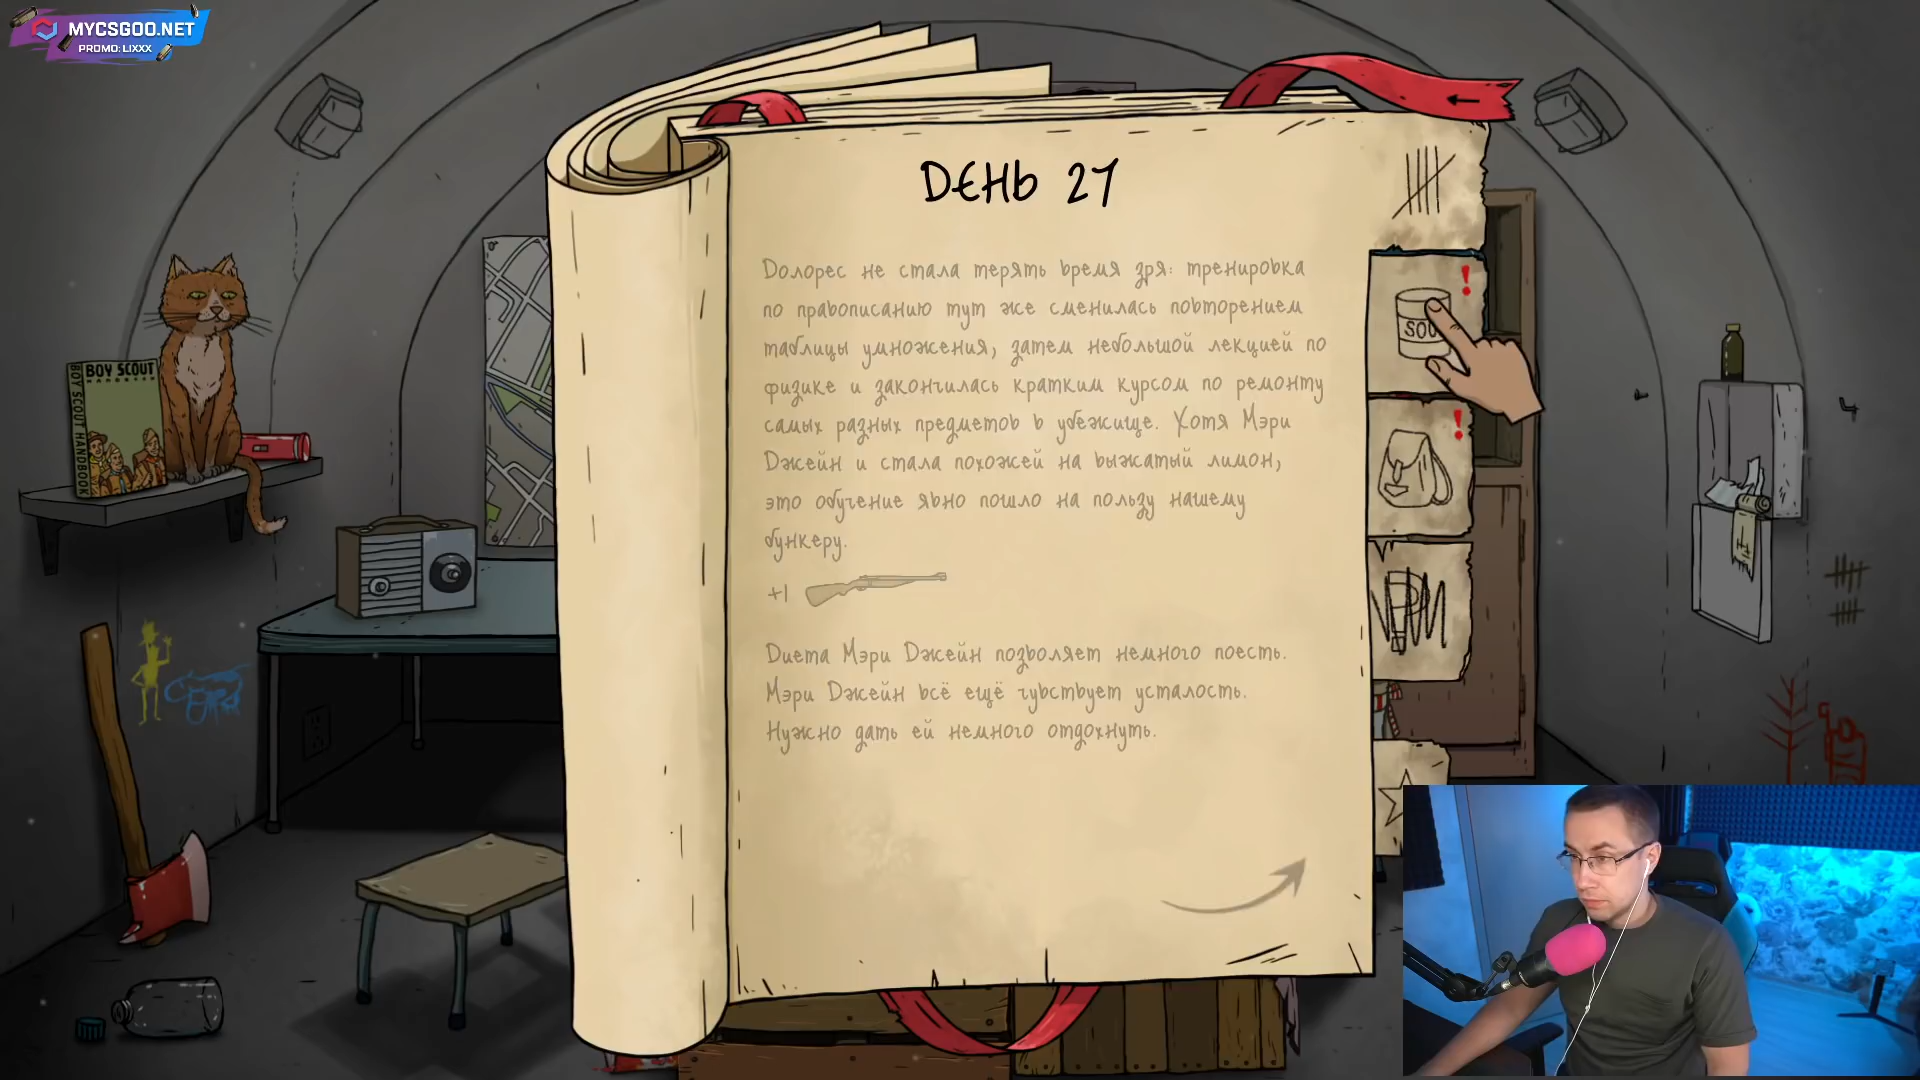 MYCSGOO.NET
PROMO: LIXXX
ДЕНЬ 27
Долорес не стала терять время зря: тренировка
по правописанию тут же сменилась повторением
таблицы умножения, затем небольшой лекцией по
физике и закончилась кратким курсом по ремонту
самых разных предметов в убежище. Хотя Мэри
Джейн и стала похожей на выжатый лимон,
это обучение явно пошло на пользу нашему
бункеру.
+1
Диета Мэри Джейн позволяет немного поесть.
Мэри Джейн всё ещё чувствует усталость.
Нужно дать ей немного отдохнуть.
SOU
BOY SCOUT
HANDBOOK
BOY SCOUT HANDBOOK